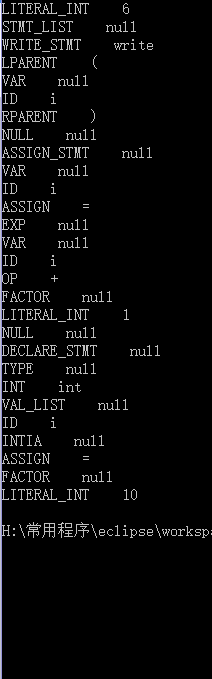 LITERAL_INT    6
STMT_LIST    null
WRITE_STMT    write
LPARENT    (
VAR    null
ID    i
RPARENT    )
NULL    null
ASSIGN_STMT    null
VAR    null
ID    i
ASSIGN    =
EXP    null
VAR    null
ID    i
OP    +
FACTOR    null
LITERAL_INT    1
NULL    null
DECLARE_STMT    null
TYPE    null
INT    int
VAL_LIST    null
ID    i
INTIA    null
ASSIGN    =
FACTOR    null
LITERAL_INT    10
H:\常用程序\eclipse\worksp